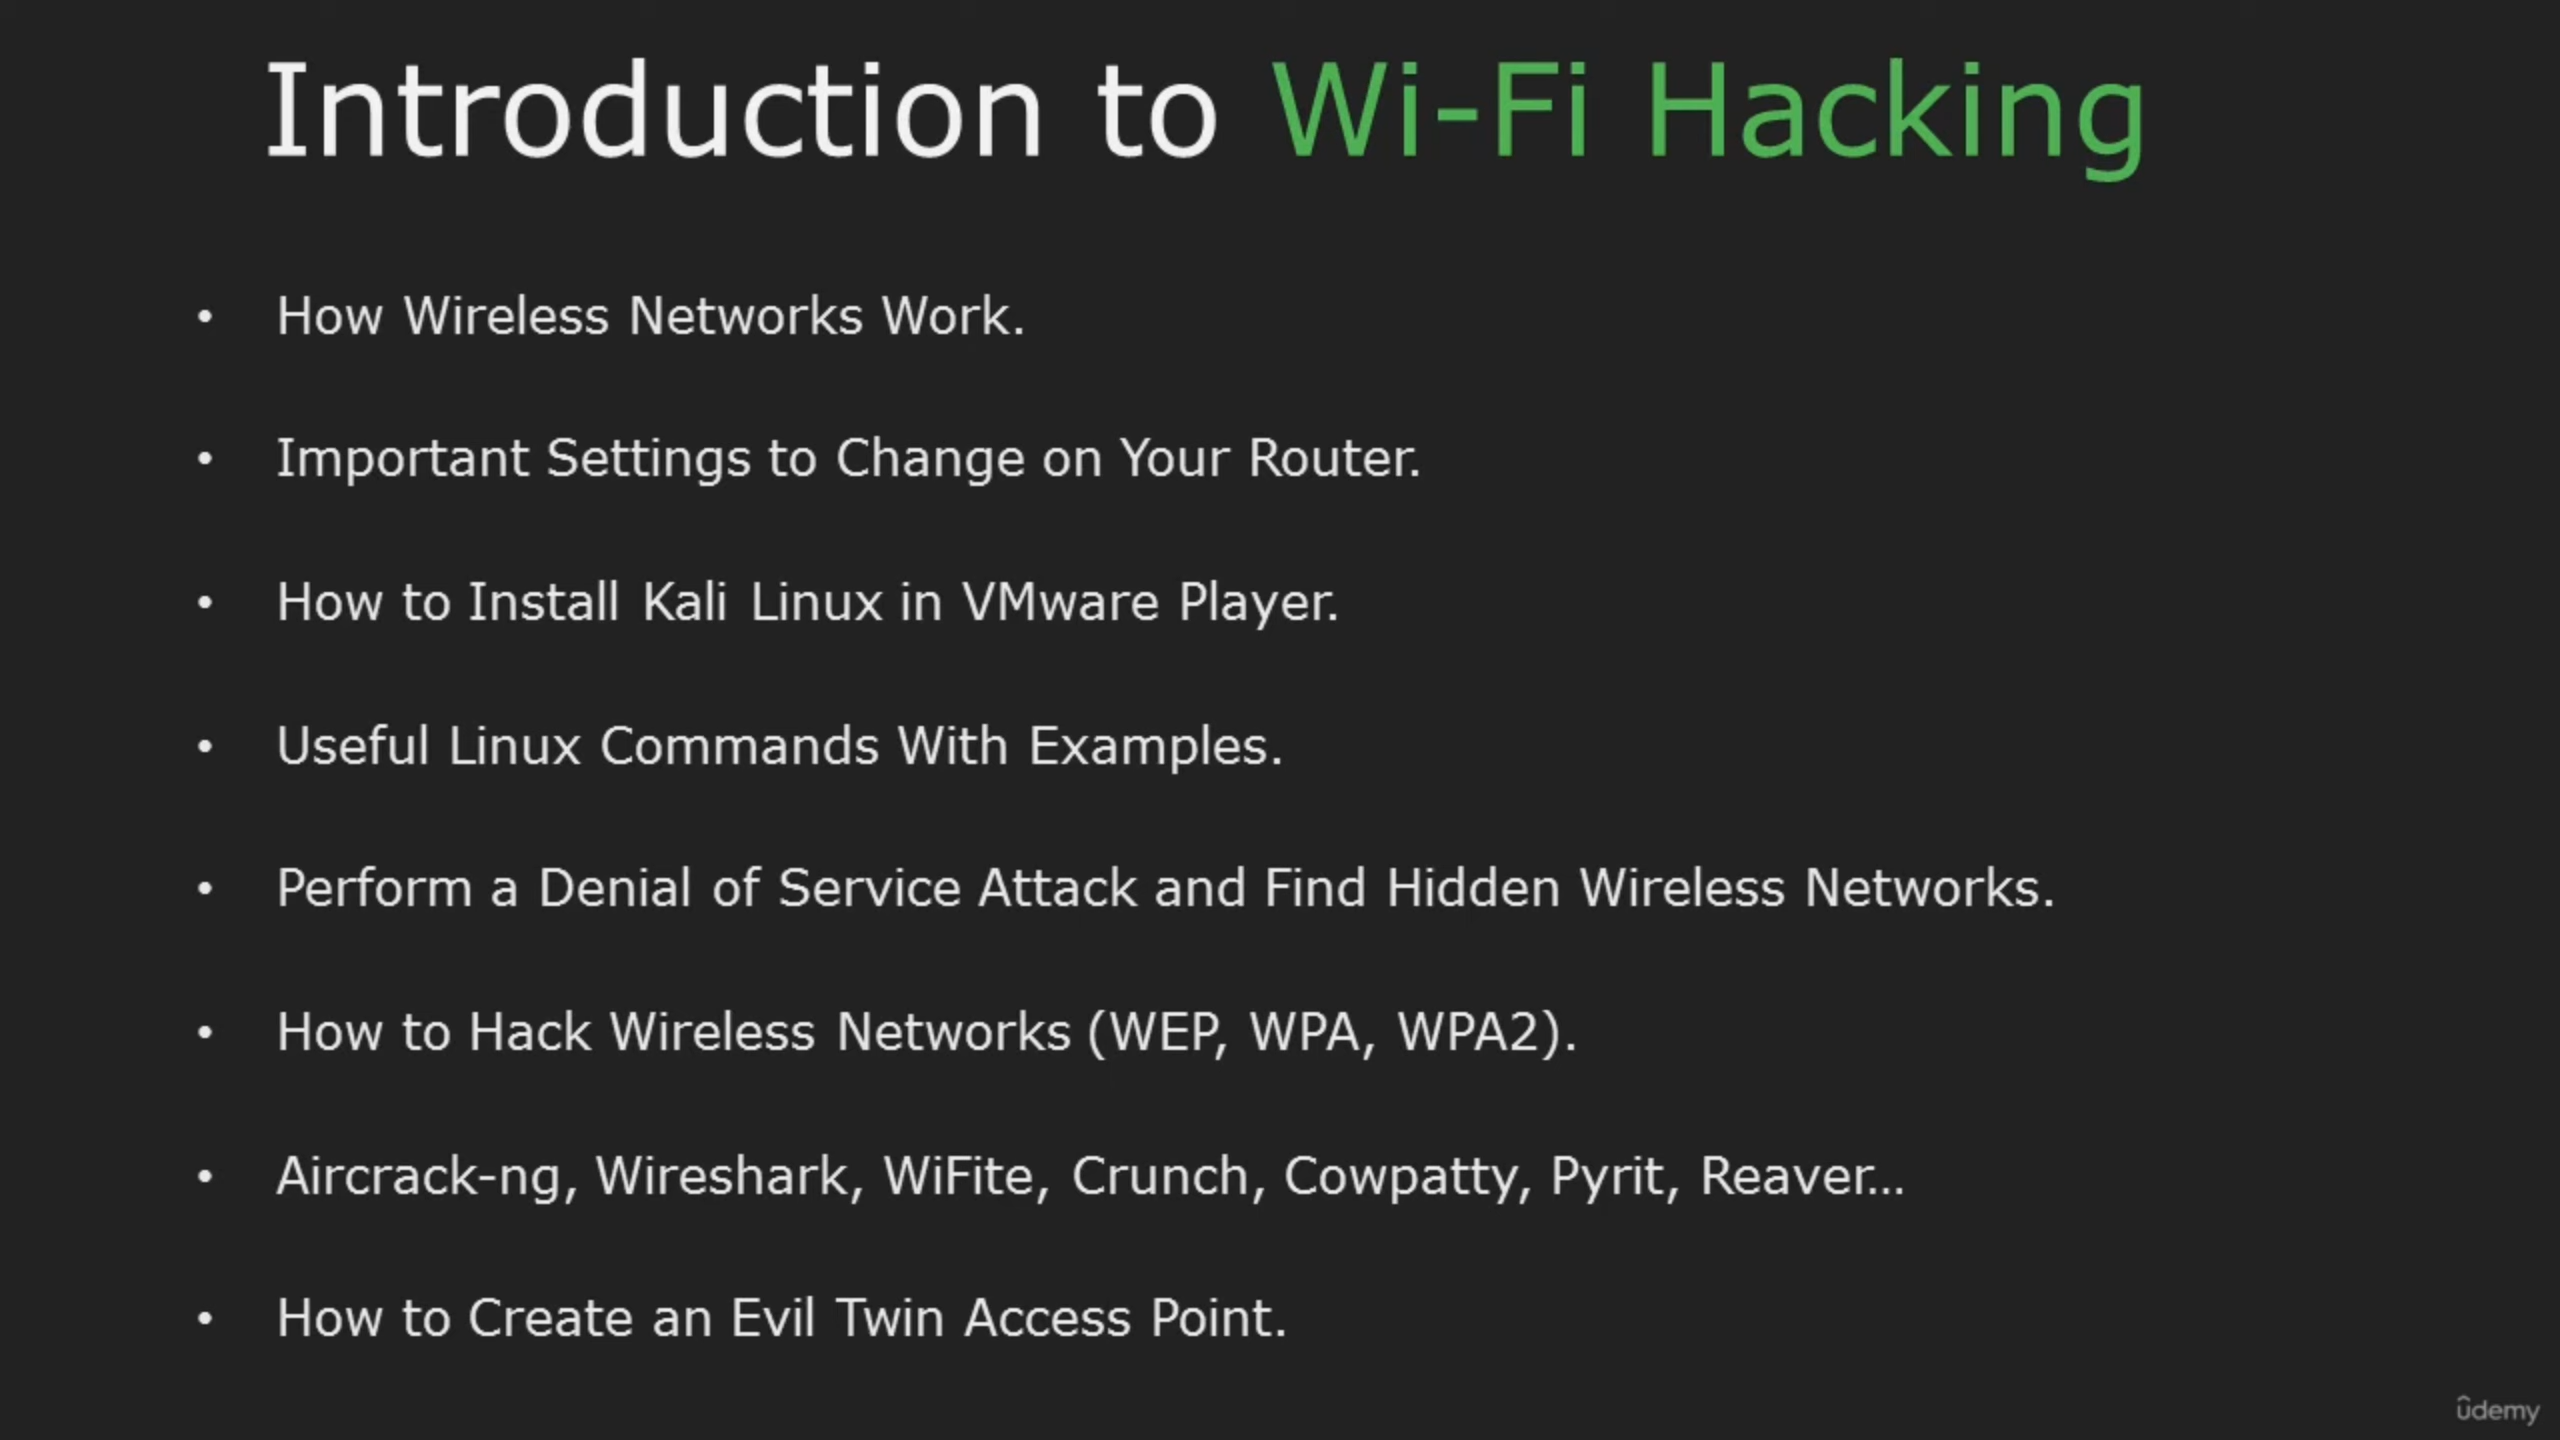 Introduction to Wi-Fi Hacking
• How Wireless Networks Work.
• Important Settings to Change on Your Router.
• How to Install Kali Linux in VMware Player.
• Useful Linux Commands With Examples.
• Perform a Denial of Service Attack and Find Hidden Wireless Networks.
• How to Hack Wireless Networks (WEP, WPA, WPA2).
• Aircrack-ng, Wireshark, WiFite, Crunch, Cowpatty, Pyrit, Reaver...
• How to Create an Evil Twin Access Point.
ûdemy